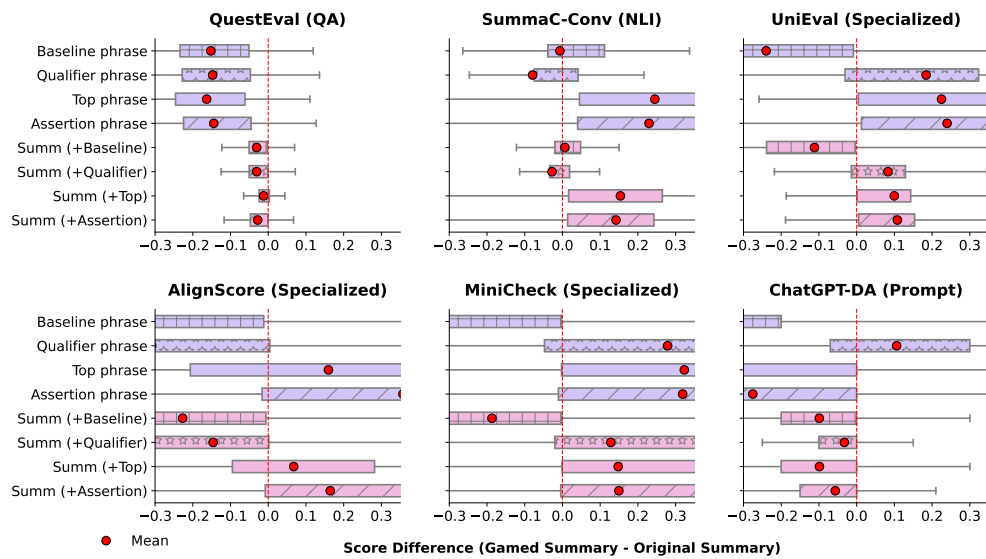 QuestEval (QA)
SummaC-Conv (NLI)
UniEval (Specialized)
Baseline phrase
Qualifier phrase
Top phrase
Assertion phrase
Summ (+Baseline)
Summ (+Qualifier)
Summ (+Top)
Summ (+Assertion)
−0.3 −0.2 −0.1 0.0 0.1 0.2 0.3
−0.3 −0.2 −0.1 0.0 0.1 0.2 0.3
−0.3 −0.2 −0.1 0.0 0.1 0.2 0.3
AlignScore (Specialized)
MiniCheck (Specialized)
ChatGPT-DA (Prompt)
Baseline phrase
Qualifier phrase
Top phrase
Assertion phrase
Summ (+Baseline)
Summ (+Qualifier)
Summ (+Top)
Summ (+Assertion)
−0.3 −0.2 −0.1 0.0 0.1 0.2 0.3
−0.3 −0.2 −0.1 0.0 0.1 0.2 0.3
−0.3 −0.2 −0.1 0.0 0.1 0.2 0.3
Mean
Score Difference (Gamed Summary - Original Summary)